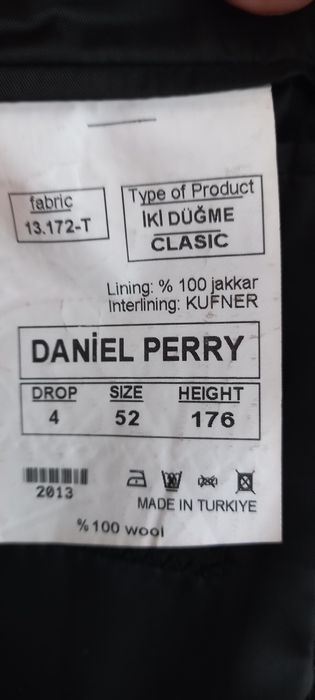 fabric
13.172-T
Type of Product
İKİ DÜĞME
CLASIC
Lining: % 100 jakkar
Interlining: KUFNER
DANİEL PERRY
DROP SIZE HEIGHT
4 52 176
2013
MADE IN TURKIYE
%100 wool